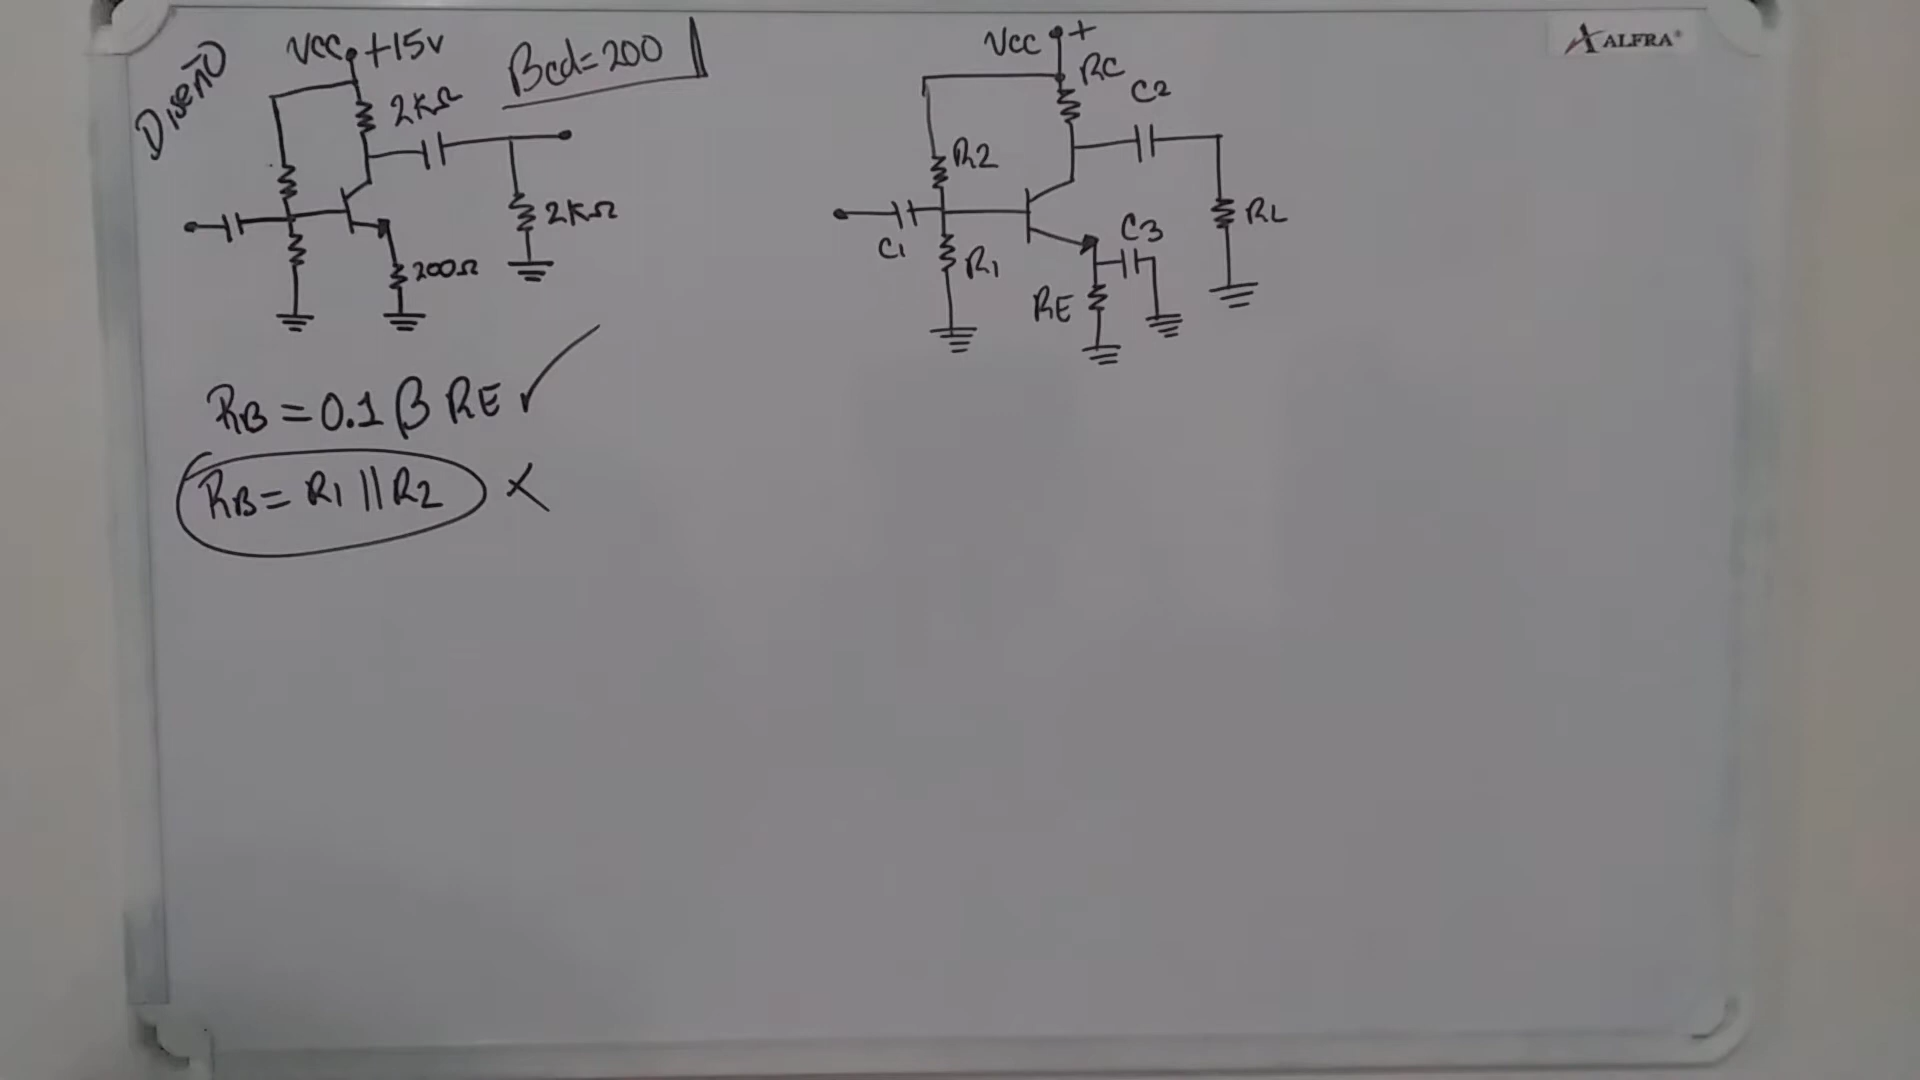 Diseño
VCC +15v
Bcd=200
2KΩ
2KΩ
200Ω
RB = 0.1 β RE ✓
RB = R1 || R2 ×
VCC +
RC
C2
R2
C1
R1
C3
RE
RL
ALFRA®